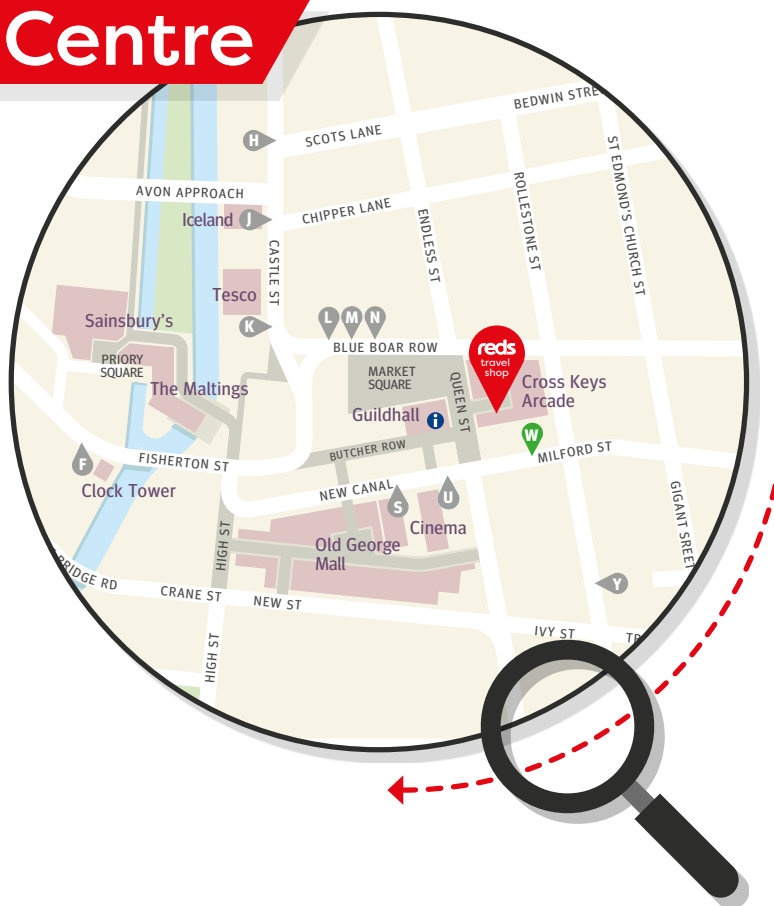 Centre
BEDWIN STRE
H
SCOTS LANE
ST EDMOND'S CHURCH ST
AVON APPROACH
ROLLESTONE ST
Iceland
J
CHIPPER LANE
ENDLESS ST
CASTLE ST
Tesco
Sainsbury's
K
L
M
N
BLUE BOAR ROW
reds
travel
shop
PRIORY
SQUARE
MARKET
SQUARE
The Maltings
QUEEN ST
Cross Keys
Arcade
Guildhall
i
W
BUTCHER ROW
MILFORD ST
F
FISHERTON ST
Clock Tower
NEW CANAL
S
U
GIGANT SREET
Cinema
HIGH ST
Old George
Mall
BRIDGE RD
CRANE ST
NEW ST
Y
IVY ST
TR
HIGH ST